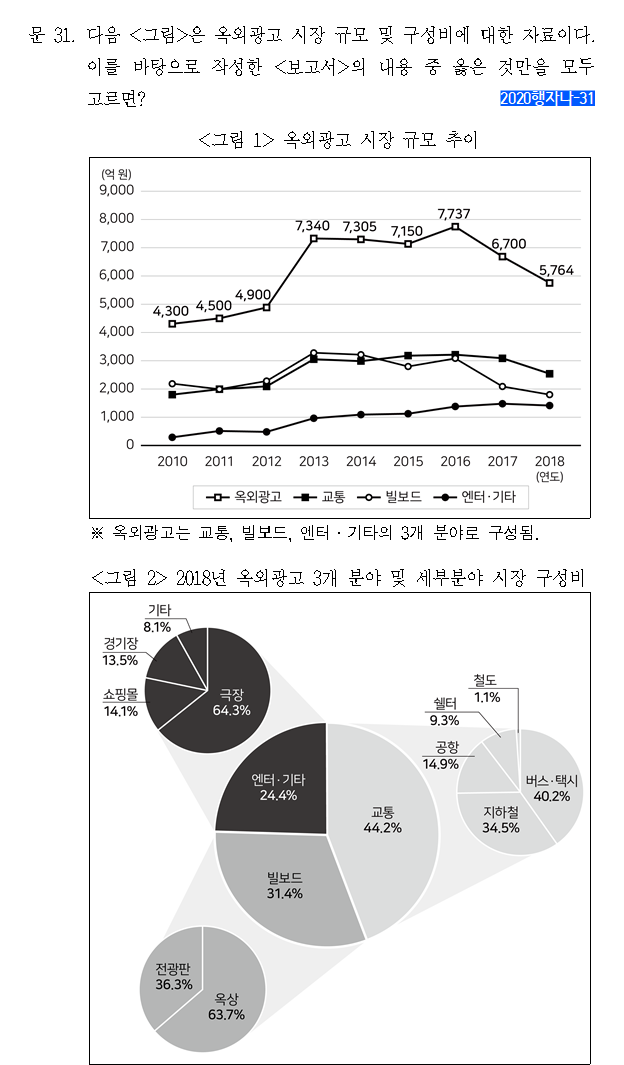 문 31. 다음 <그림>은 옥외광고 시장 규모 및 구성비에 대한 자료이다.
이를 바탕으로 작성한 <보고서>의 내용 중 옳은 것만을 모두
고르면?
2020행자나-31
<그림 1> 옥외광고 시장 규모 추이
(억 원)
9,000
8,000
7,000
6,000
5,000
4,000
3,000
2,000
1,000
0
4,300 4,500 4,900 7,340 7,305 7,150 7,737 6,700 5,764
2010 2011 2012 2013 2014 2015 2016 2017 2018
(연도)
옥외광고 교통 빌보드 엔터·기타
※ 옥외광고는 교통, 빌보드, 엔터·기타의 3개 분야로 구성됨.
<그림 2> 2018년 옥외광고 3개 분야 및 세부분야 시장 구성비
기타
8.1%
경기장
13.5%
쇼핑몰
14.1%
극장
64.3%
철도
1.1%
쉘터
9.3%
공항
14.9%
버스·택시
40.2%
지하철
34.5%
엔터·기타
24.4%
교통
44.2%
빌보드
31.4%
전광판
36.3%
옥상
63.7%